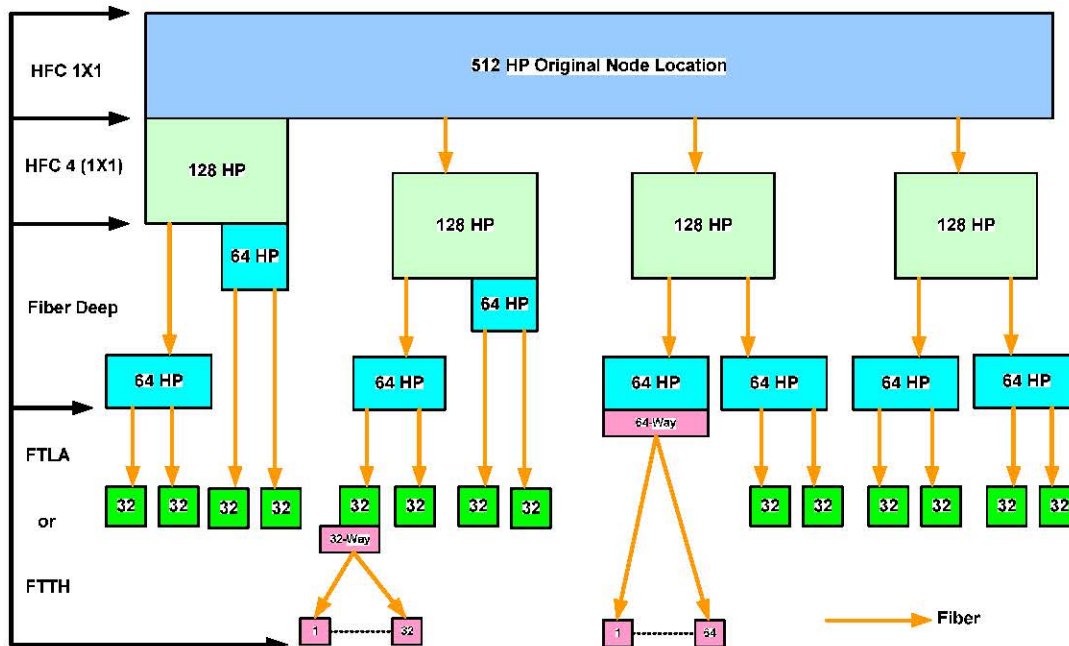 HFC 1X1
512 HP Original Node Location
HFC 4 (1X1)
128 HP
128 HP
128 HP
128 HP
64 HP
64 HP
Fiber Deep
64 HP
64 HP
64 HP
64 HP
64 HP
64 HP
64-Way
FTLA
32
32
32
32
32
32
32
32
32
32
32
32
32
32
or
32-Way
FTTH
1
32
1
64
Fiber